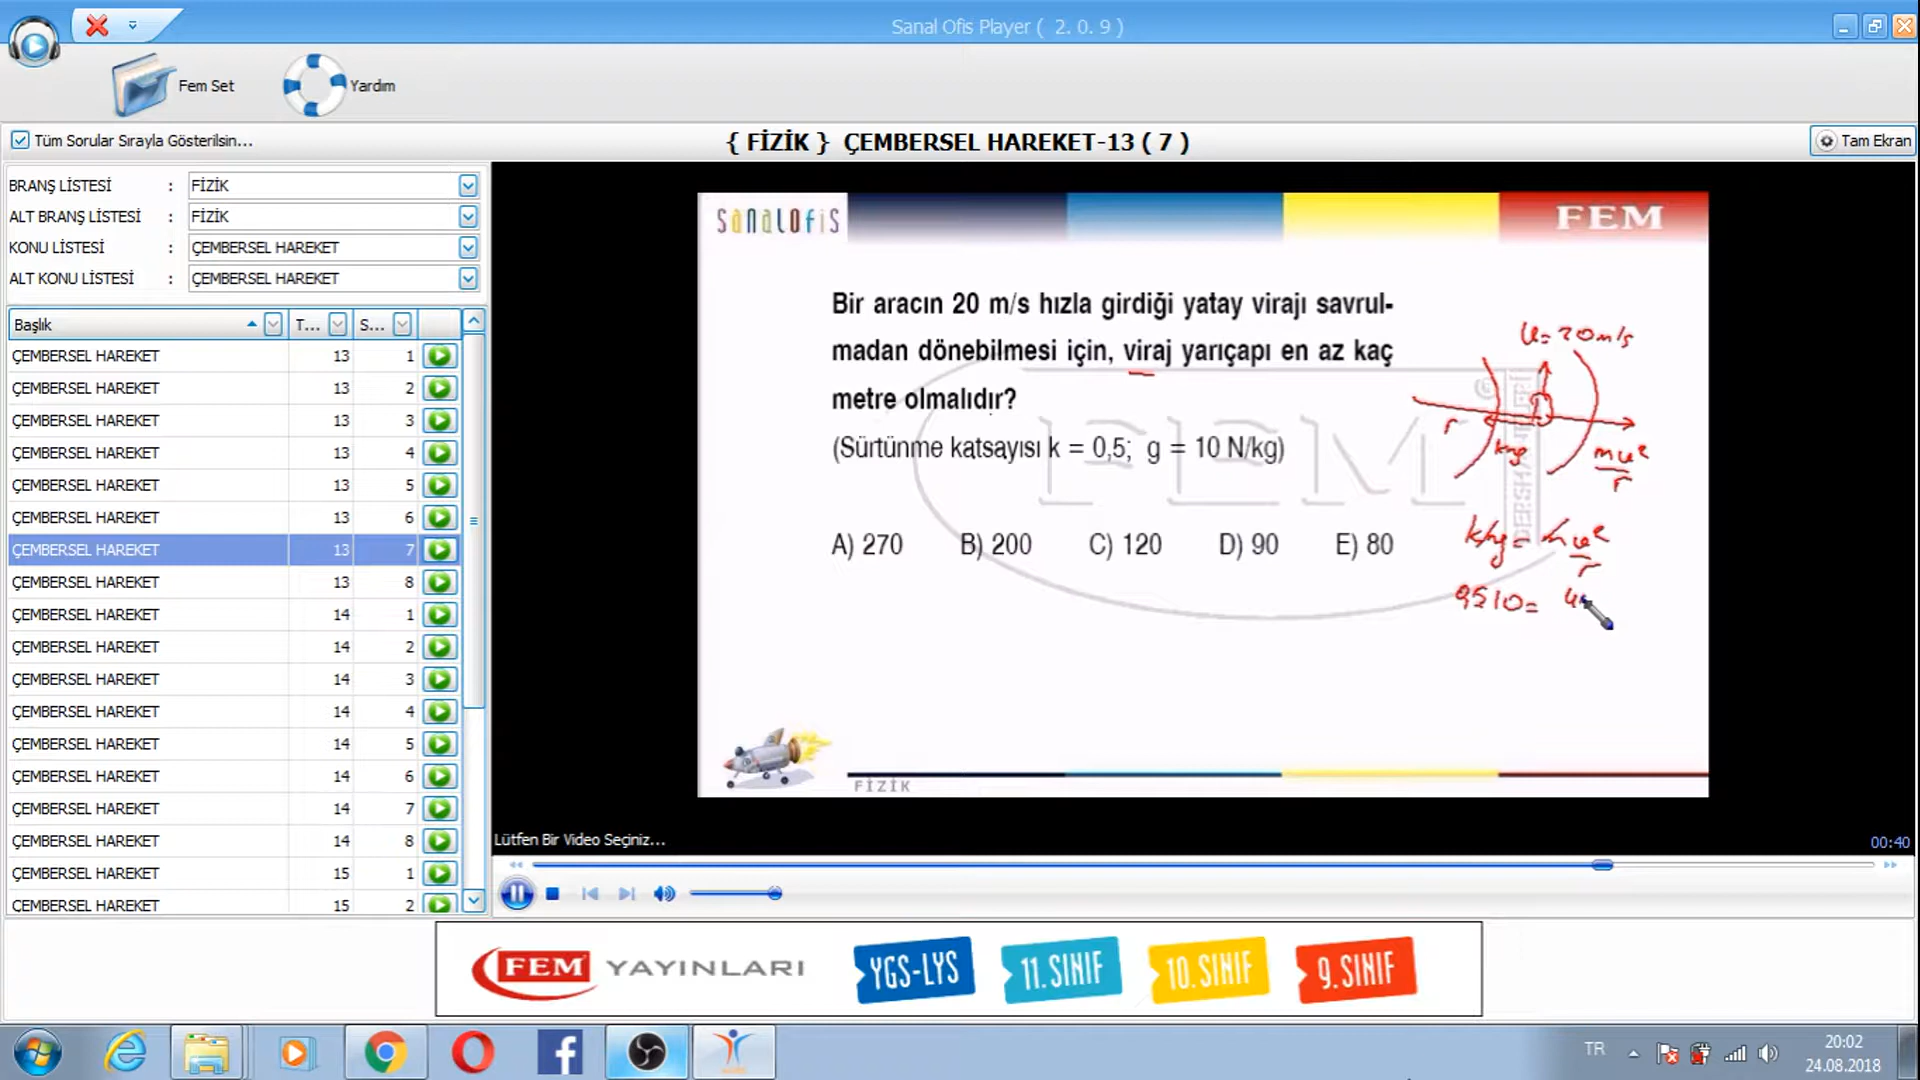 Sanal Ofis Player ( 2. 0. 9 )
Fem Set
Yardım
Tüm Sorular Sırayla Gösterilsin...
{ FİZİK } ÇEMBERSEL HAREKET-13 ( 7 )
Tam Ekran
BRANŞ LİSTESİ : FİZİK
ALT BRANŞ LİSTESİ : FİZİK
KONU LİSTESİ : ÇEMBERSEL HAREKET
ALT KONU LİSTESİ : ÇEMBERSEL HAREKET
Başlık T... S...
ÇEMBERSEL HAREKET 13 1
ÇEMBERSEL HAREKET 13 2
ÇEMBERSEL HAREKET 13 3
ÇEMBERSEL HAREKET 13 4
ÇEMBERSEL HAREKET 13 5
ÇEMBERSEL HAREKET 13 6
ÇEMBERSEL HAREKET 13 7
ÇEMBERSEL HAREKET 13 8
ÇEMBERSEL HAREKET 14 1
ÇEMBERSEL HAREKET 14 2
ÇEMBERSEL HAREKET 14 3
ÇEMBERSEL HAREKET 14 4
ÇEMBERSEL HAREKET 14 5
ÇEMBERSEL HAREKET 14 6
ÇEMBERSEL HAREKET 14 7
ÇEMBERSEL HAREKET 14 8
ÇEMBERSEL HAREKET 15 1
ÇEMBERSEL HAREKET 15 2
sanalofis
FEM
Bir aracın 20 m/s hızla girdiği yatay virajı savrul-
madan dönebilmesi için, viraj yarıçapı en az kaç
metre olmalıdır?
(Sürtünme katsayısı k = 0,5; g = 10 N/kg)
A) 270 B) 200 C) 120 D) 90 E) 80
FEM
υ=20m/s
r
kmg
mυ²
r
kmg = mυ²
r
0,5 10 =
FİZİK
Lütfen Bir Video Seçiniz...
00:40
FEM YAYINLARI
YGS-LYS
11.SINIF
10.SINIF
9.SINIF
TR
20:02
24.08.2018